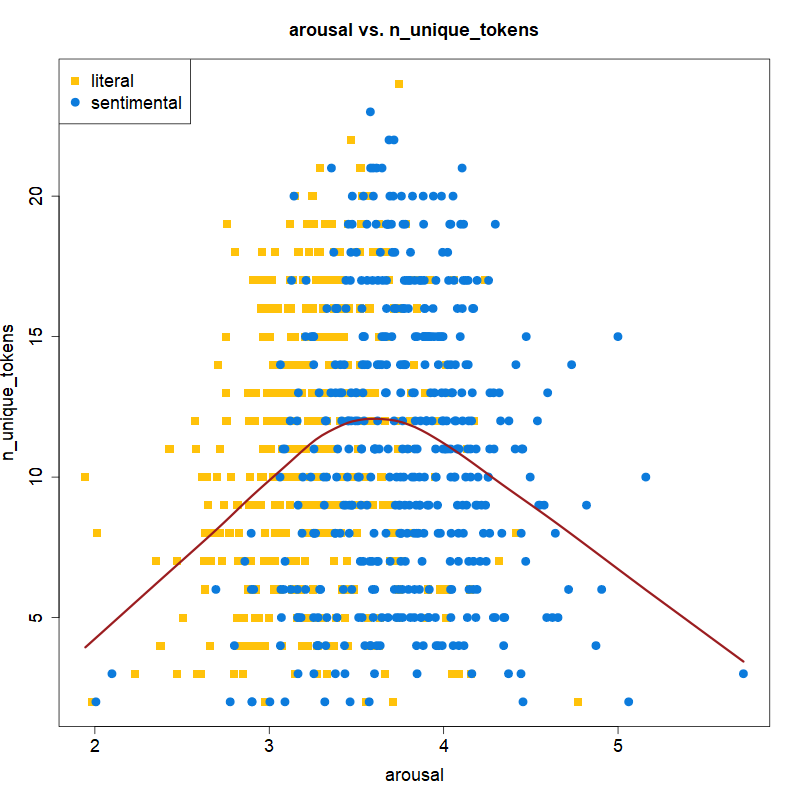 arousal vs. n_unique_tokens
literal
sentimental
20
15
10
5
n_unique_tokens
2 3 4 5
arousal